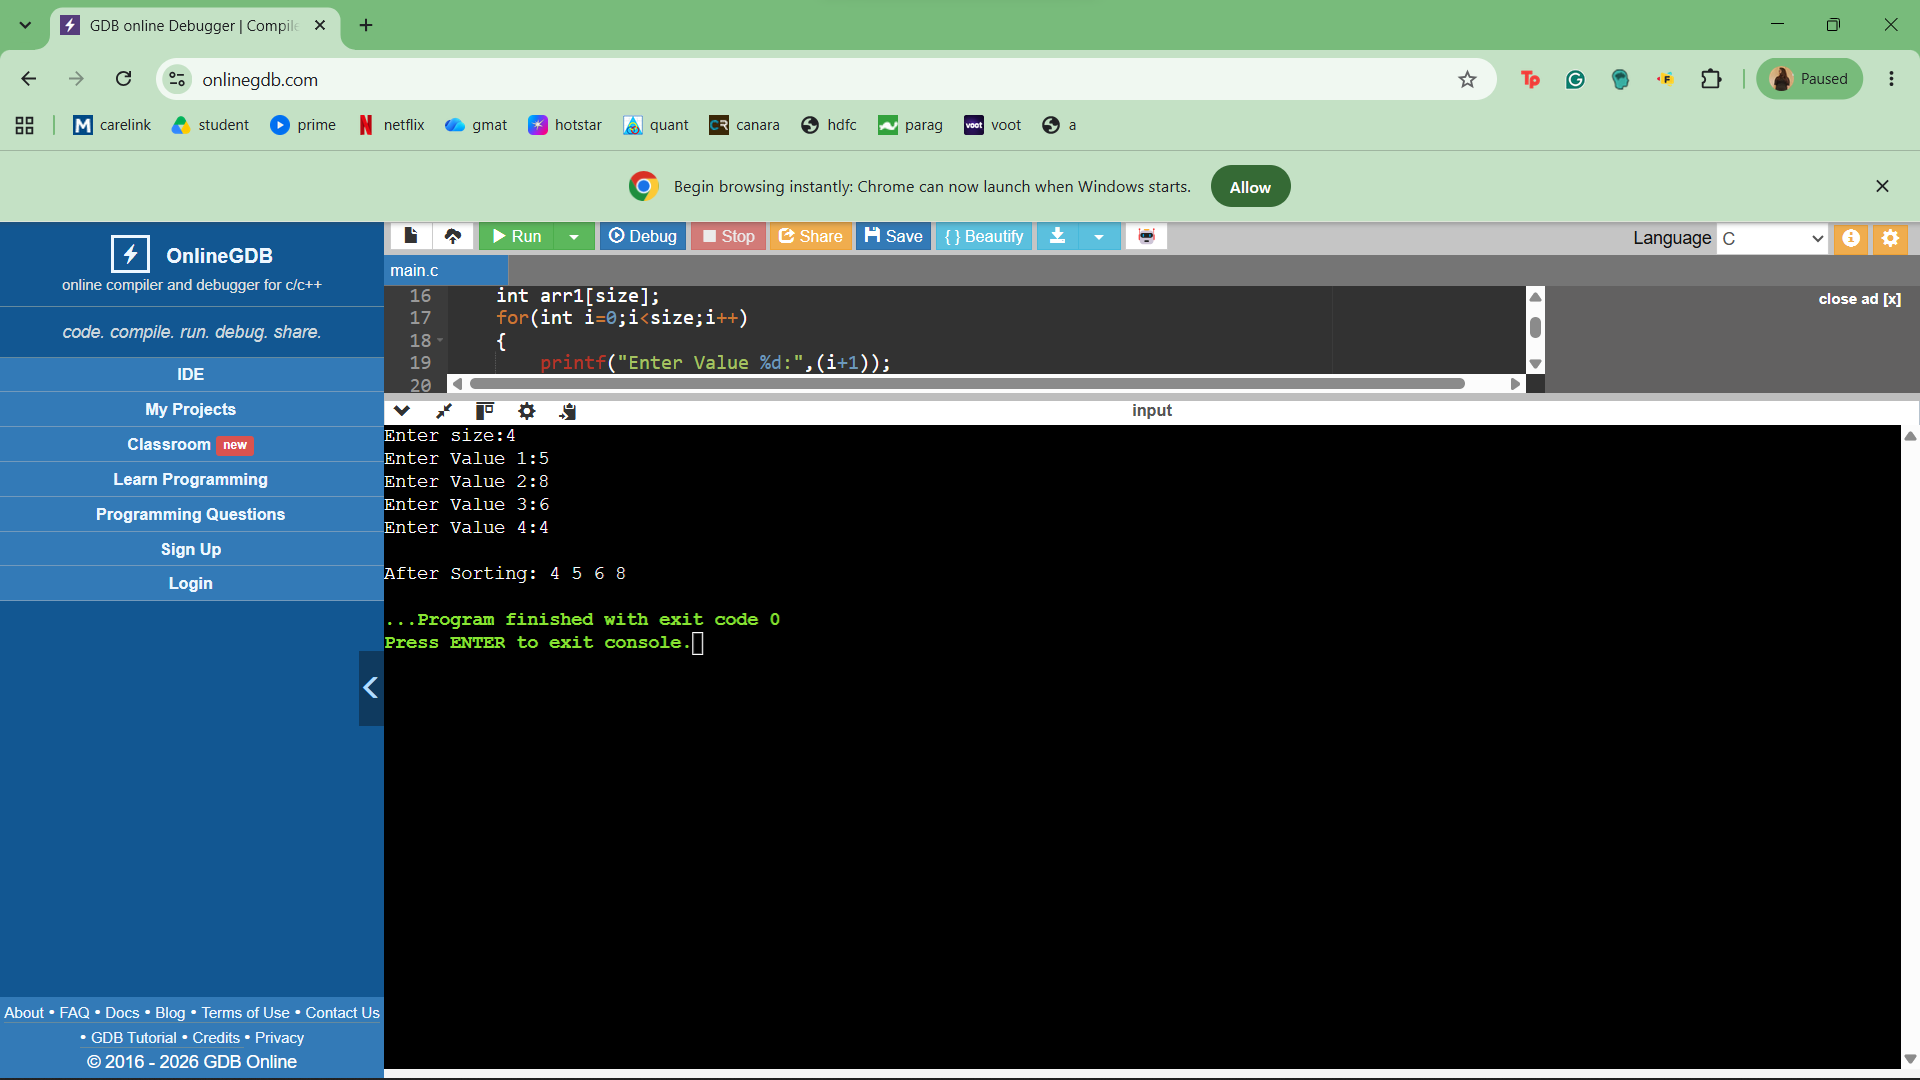 GDB online Debugger | Compile
onlinegdb.com
Tp
G
F
Paused
M carelink student prime N netflix gmat hotstar quant CR canara hdfc parag voot voot a
Begin browsing instantly: Chrome can now launch when Windows starts. Allow
OnlineGDB
online compiler and debugger for c/c++
code. compile. run. debug. share.
IDE
My Projects
Classroom new
Learn Programming
Programming Questions
Sign Up
Login
About • FAQ • Docs • Blog • Terms of Use • Contact Us
• GDB Tutorial • Credits • Privacy
© 2016 - 2026 GDB Online
Run Debug Stop Share Save { } Beautify Language C
main.c
close ad [x]
16 int arr1[size];
17 for(int i=0;i<size;i++)
18 {
19 printf("Enter Value %d:",(i+1));
20
input
Enter size:4
Enter Value 1:5
Enter Value 2:8
Enter Value 3:6
Enter Value 4:4
After Sorting: 4 5 6 8
...Program finished with exit code 0
Press ENTER to exit console.